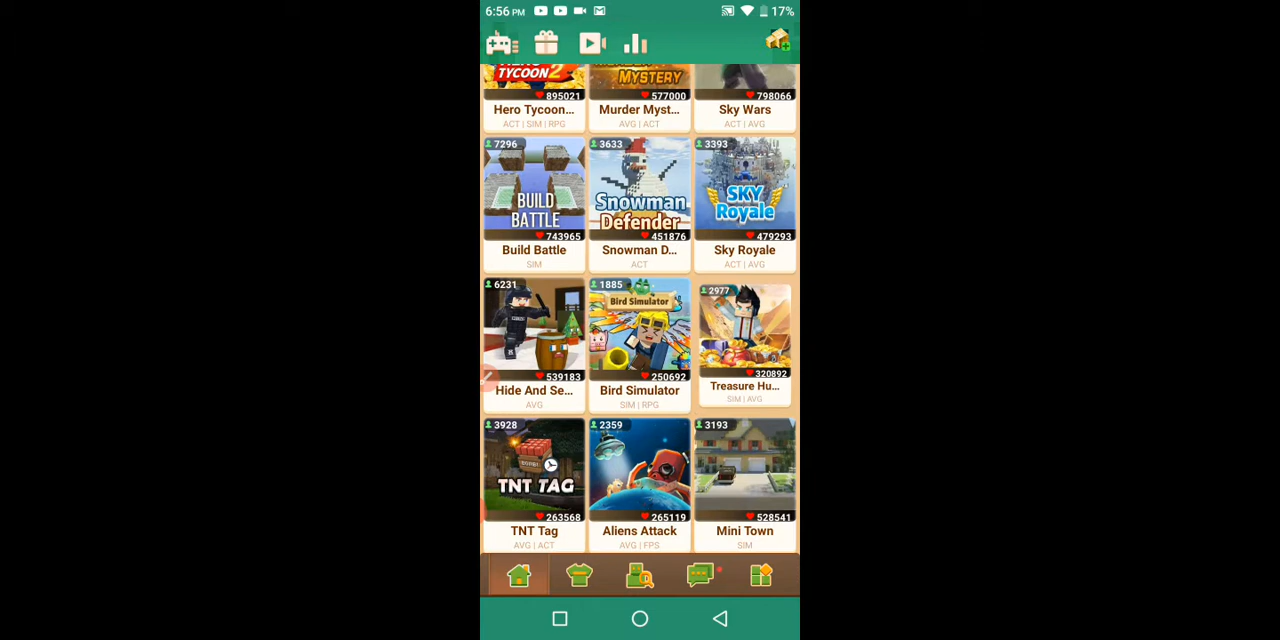 6:56 PM
17%
TYCOON 2
MYSTERY
895021
577000
798066
Hero Tycoon...
Murder Myst...
Sky Wars
ACT | SIM | RPG
AVG | ACT
ACT | AVG
7296
3633
3393
BUILD
BATTLE
Snowman
Defender
SKY
Royale
743965
451876
479293
Build Battle
Snowman D...
Sky Royale
SIM
ACT
ACT | AVG
6231
1885
2977
Bird Simulator
539183
250692
320892
Hide And Se...
Bird Simulator
Treasure Hu...
AVG
SIM | RPG
SIM | AVG
3928
2359
3193
TNT TAG
263568
265119
528541
TNT Tag
Aliens Attack
Mini Town
AVG | ACT
AVG | FPS
SIM